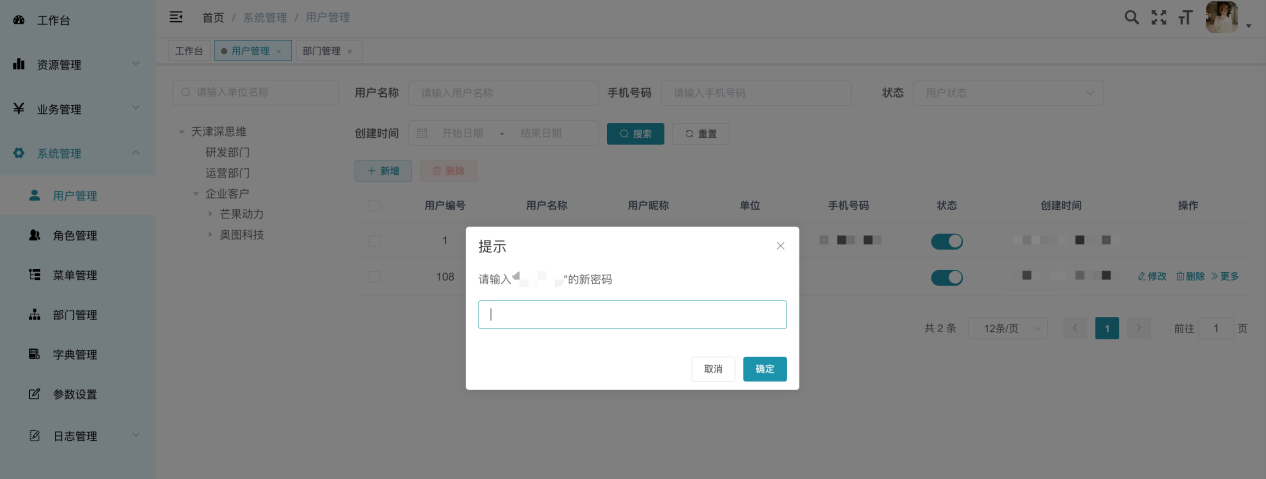 工作台
资源管理
业务管理
系统管理
用户管理
角色管理
菜单管理
部门管理
字典管理
参数设置
日志管理
首页 / 系统管理 / 用户管理
工作台 用户管理 × 部门管理 ×
请输入单位名称
天津深思维
研发部门
运营部门
企业客户
芒果动力
奥图科技
用户名称 请输入用户名称 手机号码 请输入手机号码 状态 用户状态
创建时间 开始日期 - 结束日期 搜索 重置
+ 新增 删除
用户编号 用户名称 用户昵称 单位 手机号码 状态 创建时间 操作
1
108 修改 删除 更多
共 2 条 12条/页 1 前往 1 页
提示
请输入"的新密码
取消 确定